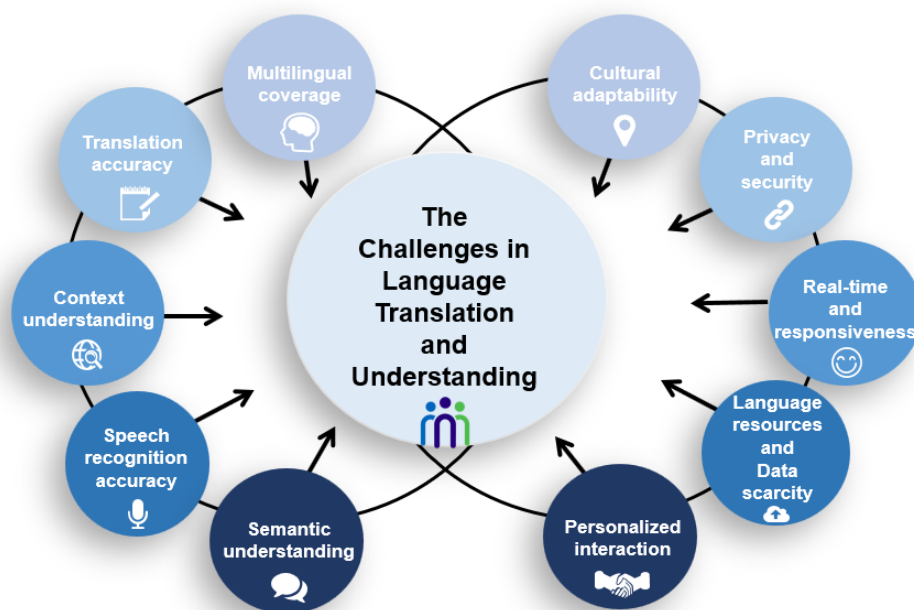 Multilingual
coverage
Cultural
adaptability
Translation
accuracy
Privacy
and
security
Context
understanding
The
Challenges in
Language
Translation
and
Understanding
Real-time
and
responsiveness
Speech
recognition
accuracy
Language
resources
and
Data
scarcity
Semantic
understanding
Personalized
interaction